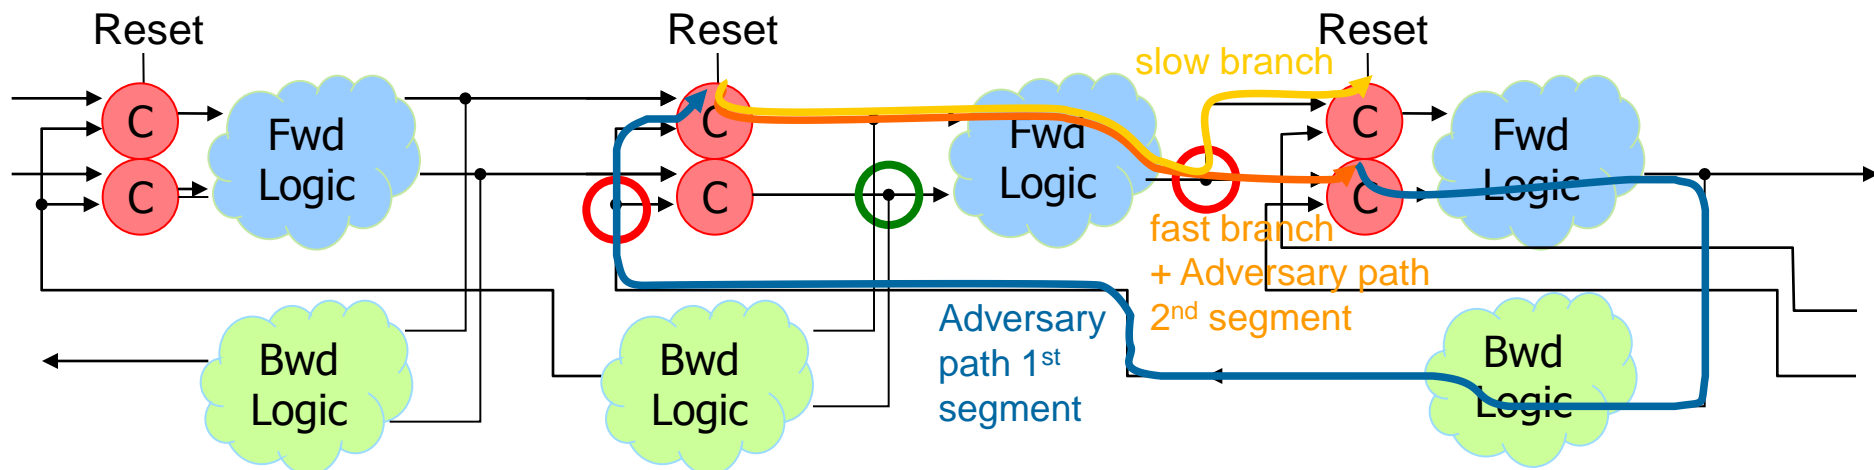 Reset
Reset
Reset
slow branch
C
Fwd
Logic
C
C
Fwd
Logic
C
C
Fwd
Logic
C
fast branch
+ Adversary path
2nd segment
Adversary
path 1st
segment
Bwd
Logic
Bwd
Logic
Bwd
Logic